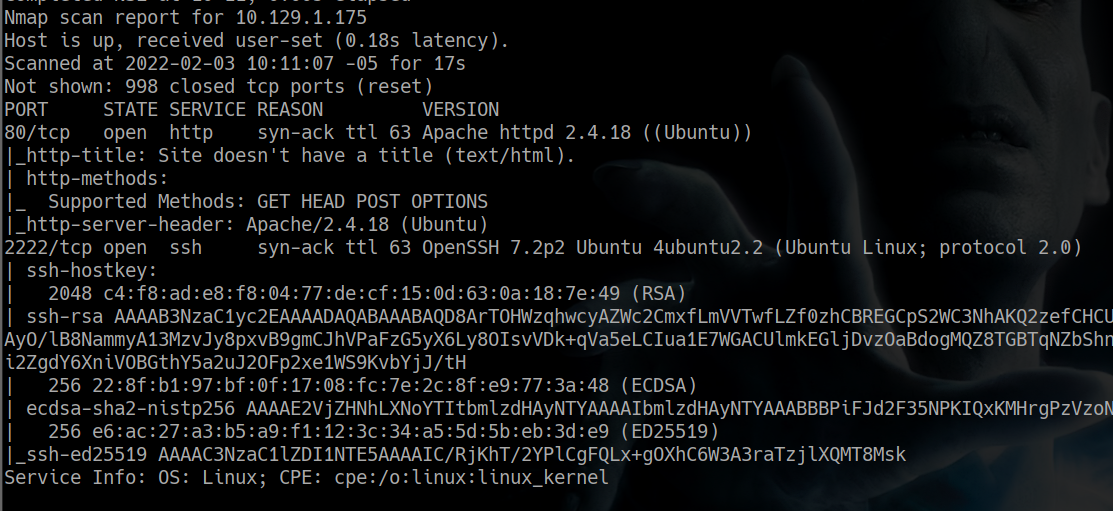 Nmap scan report for 10.129.1.175
Host is up, received user-set (0.18s latency).
Scanned at 2022-02-03 10:11:07 -05 for 17s
Not shown: 998 closed tcp ports (reset)
PORT     STATE SERVICE REASON         VERSION
80/tcp   open  http    syn-ack ttl 63 Apache httpd 2.4.18 ((Ubuntu))
|_http-title: Site doesn't have a title (text/html).
| http-methods:
|_  Supported Methods: GET HEAD POST OPTIONS
|_http-server-header: Apache/2.4.18 (Ubuntu)
2222/tcp open  ssh     syn-ack ttl 63 OpenSSH 7.2p2 Ubuntu 4ubuntu2.2 (Ubuntu Linux; protocol 2.0)
| ssh-hostkey:
|   2048 c4:f8:ad:e8:f8:04:77:de:cf:15:0d:63:0a:18:7e:49 (RSA)
| ssh-rsa AAAAB3NzaC1yc2EAAAADAQABAAABAQD8ArTOHWzqhwcyAZWc2CmxfLmVVTwfLZf0zhCBREGCpS2WC3NhAKQ2zefCHCU
AyO/lB8NammyA13MzvJy8pxvB9gmCJhVPaFzG5yX6Ly8OIsvVDk+qVa5eLCIua1E7WGACUlmkEGljDvzOaBdogMQZ8TGBTqNZbShn
i2ZgdY6XniVOBGthY5a2uJ2OFp2xe1WS9KvbYjJ/tH
|   256 22:8f:b1:97:bf:0f:17:08:fc:7e:2c:8f:e9:77:3a:48 (ECDSA)
| ecdsa-sha2-nistp256 AAAAE2VjZHNhLXNoYTItbmlzdHAyNTYAAAAIbmlzdHAyNTYAAABBBPiFJd2F35NPKIQxKMHrgPzVzoN
|   256 e6:ac:27:a3:b5:a9:f1:12:3c:34:a5:5d:5b:eb:3d:e9 (ED25519)
|_ssh-ed25519 AAAAC3NzaC1lZDI1NTE5AAAAIC/RjKhT/2YPlCgFQLx+gOXhC6W3A3raTzjlXQMT8Msk
Service Info: OS: Linux; CPE: cpe:/o:linux:linux_kernel